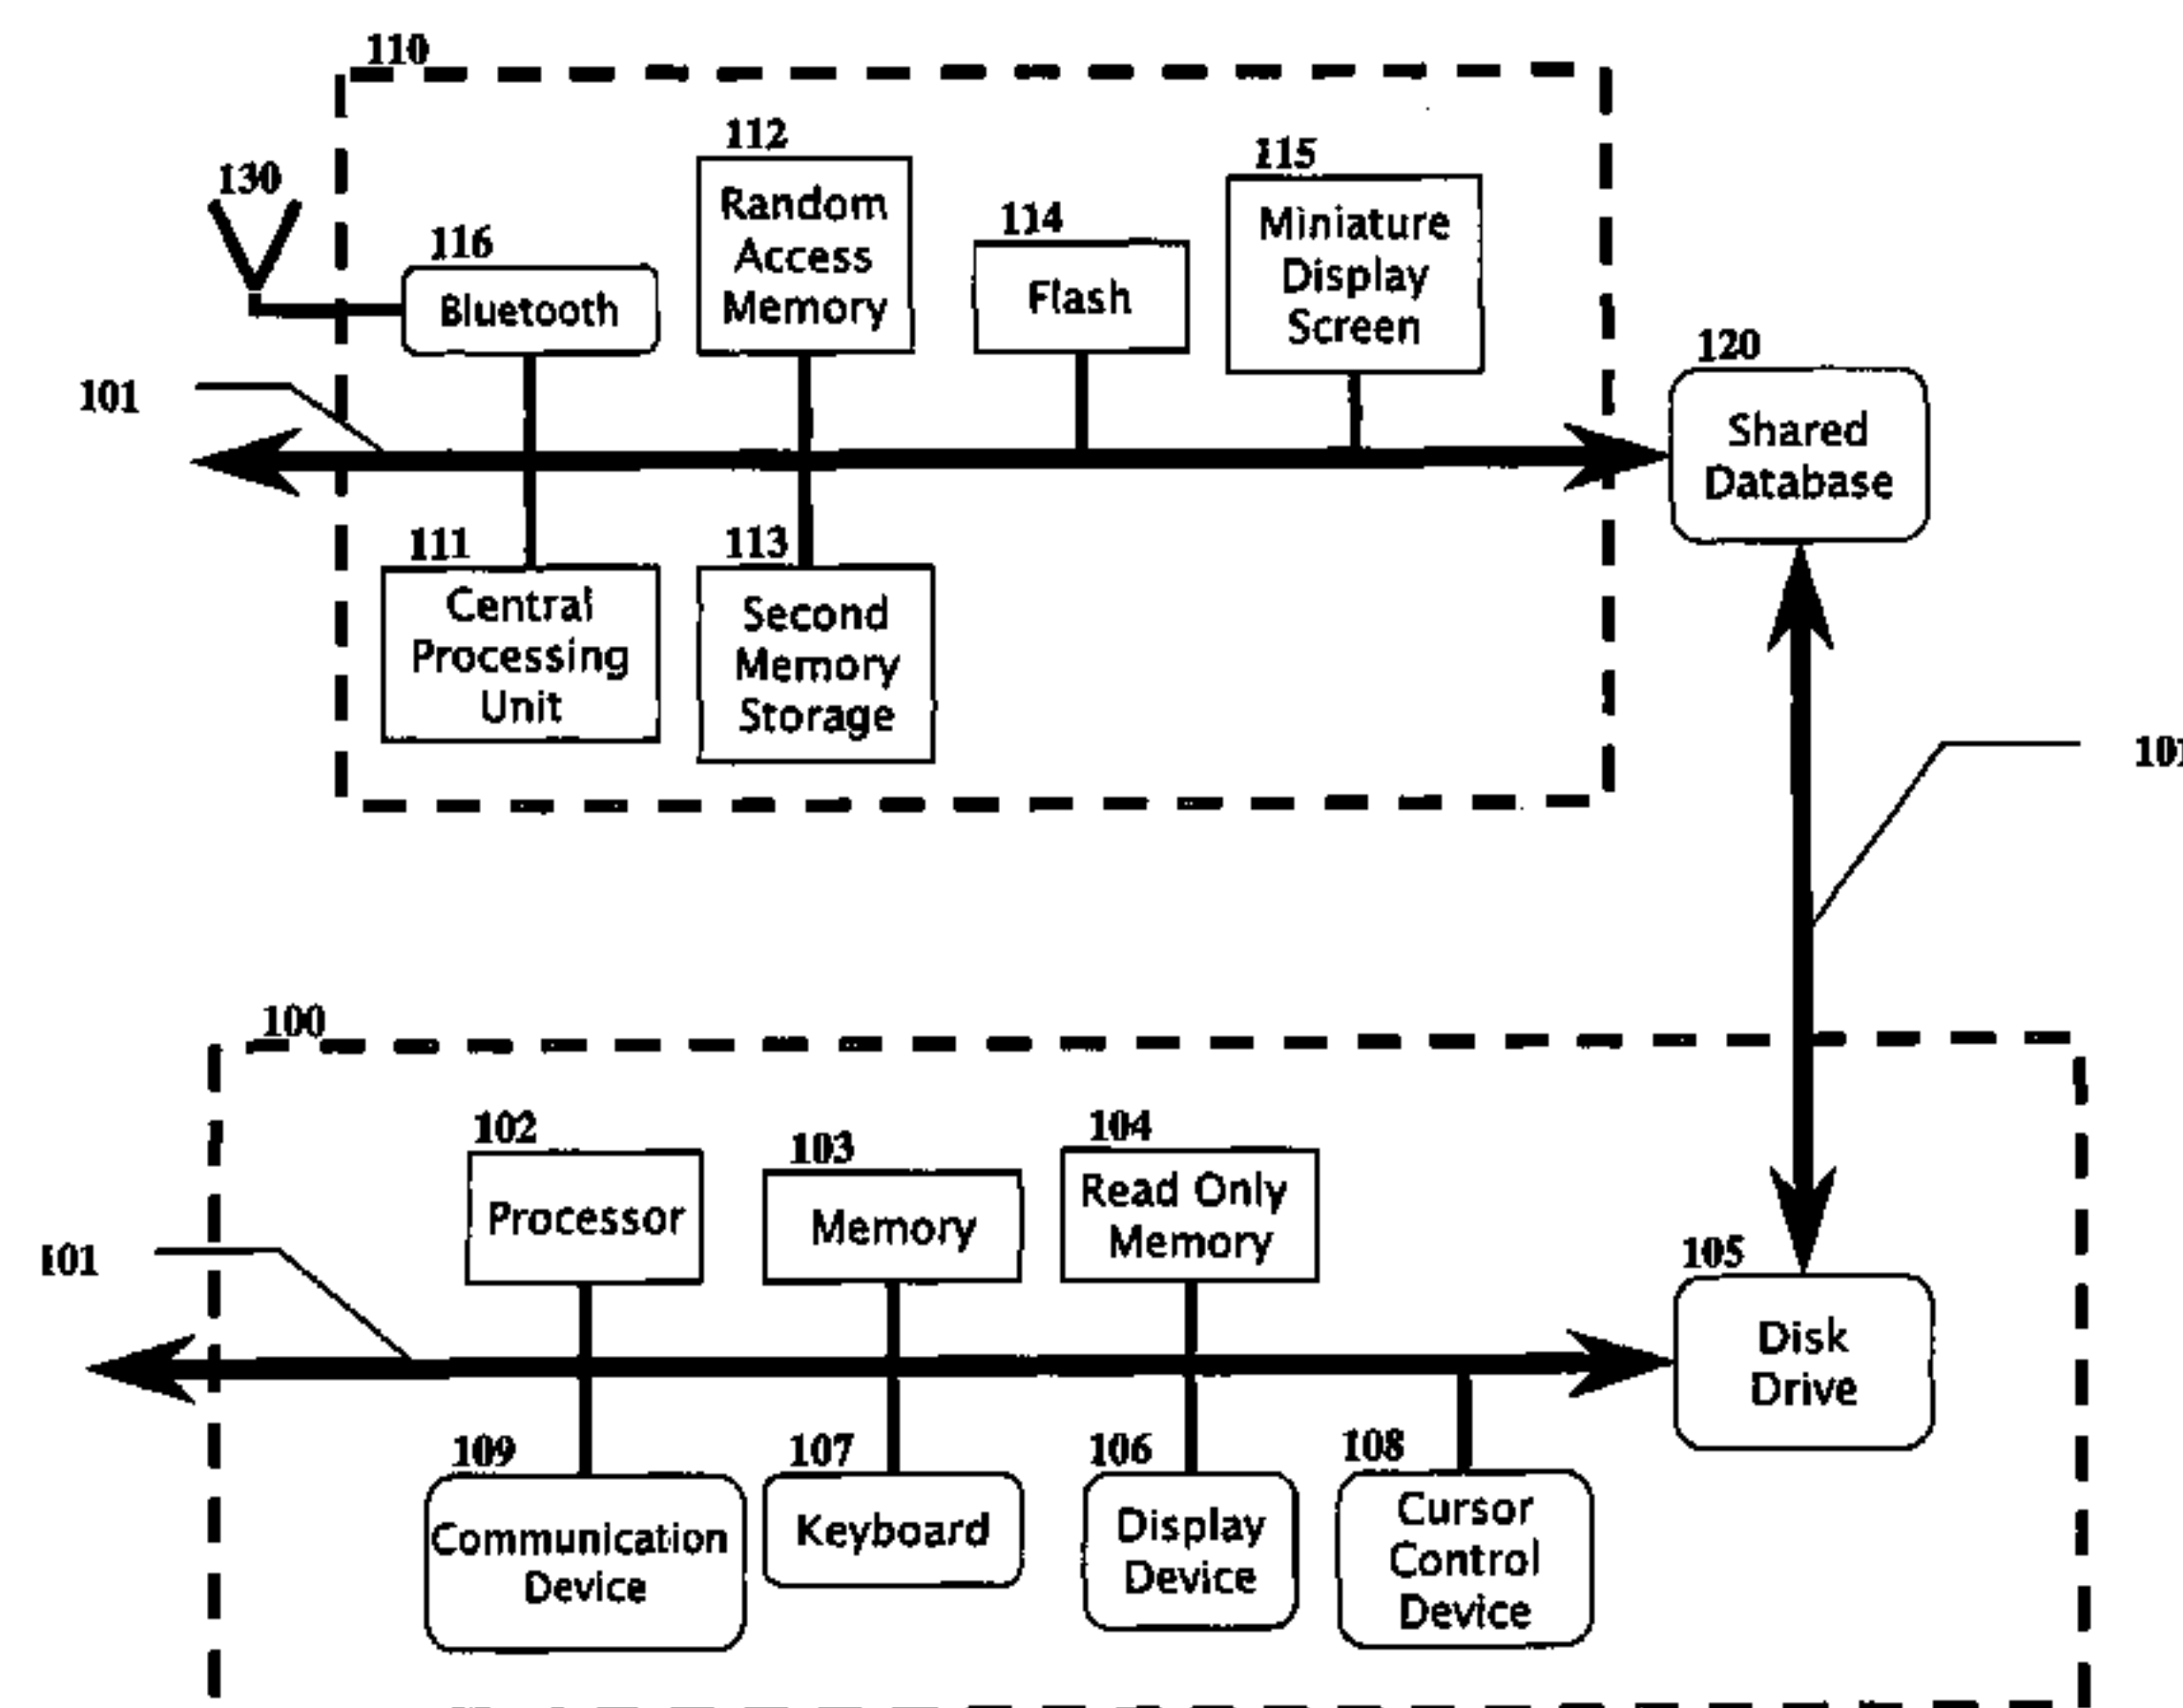 110
130
116
Bluetooth
112
Random
Access
Memory
114
Flash
115
Miniature
Display
Screen
101
120
Shared
Database
111
Central
Processing
Unit
113
Second
Memory
Storage
101
100
102
Processor
103
Memory
104
Read Only
Memory
105
Disk
Drive
101
109
Communication
Device
107
Keyboard
106
Display
Device
108
Cursor
Control
Device